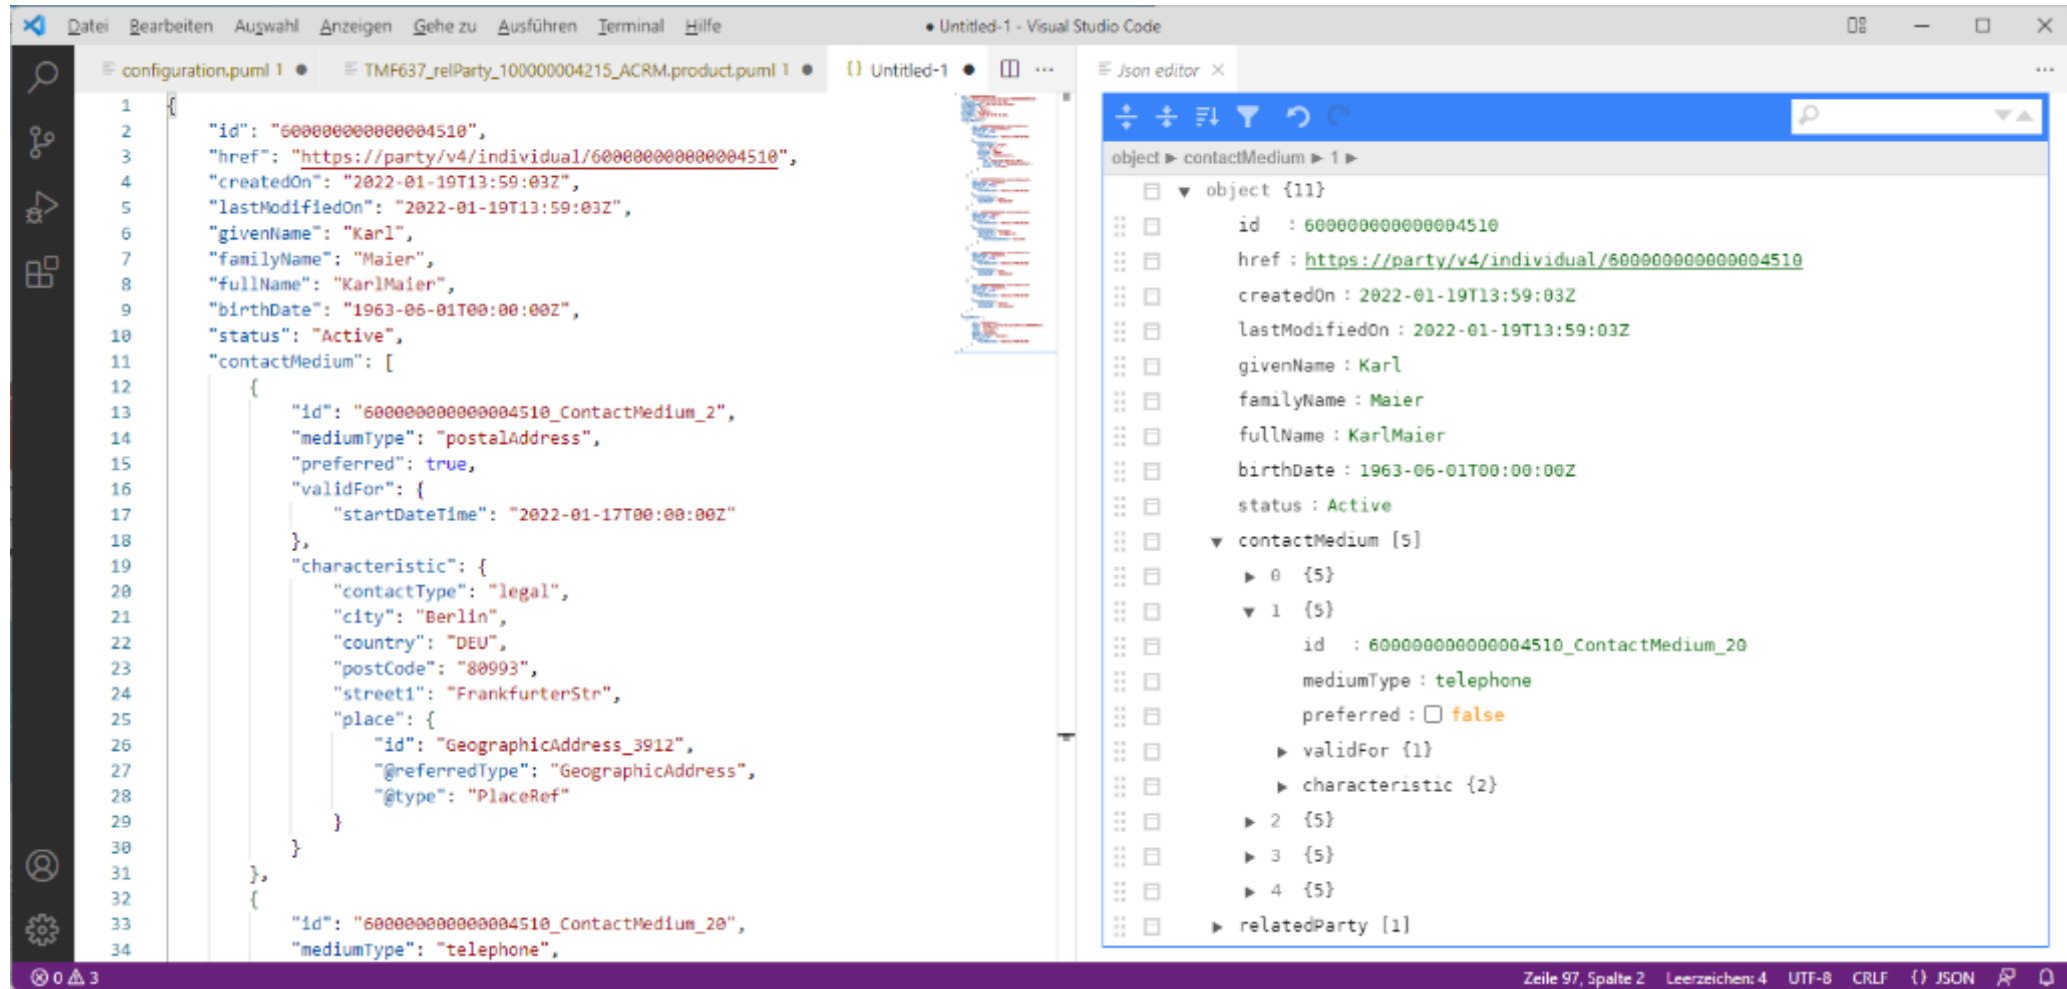 Datei Bearbeiten Auswahl Anzeigen Gehe zu Ausführen Terminal Hilfe ● Untitled-1 - Visual Studio Code
configuration.puml 1 ● TMF637_relParty_100000004215_ACRM.product.puml 1 ● {} Untitled-1 ● ··· Json editor ···
1 {
2 "id": "6000000000000004510",
3 "href": "https://party/v4/individual/6000000000000004510",
4 "createdOn": "2022-01-19T13:59:03Z",
5 "lastModifiedOn": "2022-01-19T13:59:03Z",
6 "givenName": "Karl",
7 "familyName": "Maier",
8 "fullName": "KarlMaier",
9 "birthDate": "1963-06-01T00:00:00Z",
10 "status": "Active",
11 "contactMedium": [
12 {
13 "id": "6000000000000004510_ContactMedium_2",
14 "mediumType": "postalAddress",
15 "preferred": true,
16 "validFor": {
17 "startDateTime": "2022-01-17T00:00:00Z"
18 },
19 "characteristic": {
20 "contactType": "legal",
21 "city": "Berlin",
22 "country": "DEU",
23 "postCode": "80993",
24 "street1": "FrankfurterStr",
25 "place": {
26 "id": "GeographicAddress_3912",
27 "@referredType": "GeographicAddress",
28 "@type": "PlaceRef"
29 }
30 }
31 },
32 {
33 "id": "6000000000000004510_ContactMedium_20",
34 "mediumType": "telephone",
object ▶ contactMedium ▶ 1 ▶
object {11}
id : 6000000000000004510
href : https://party/v4/individual/6000000000000004510
createdOn : 2022-01-19T13:59:03Z
lastModifiedOn : 2022-01-19T13:59:03Z
givenName : Karl
familyName : Maier
fullName : KarlMaier
birthDate : 1963-06-01T00:00:00Z
status : Active
contactMedium [5]
0 {5}
1 {5}
id : 6000000000000004510_ContactMedium_20
mediumType : telephone
preferred : false
validFor {1}
characteristic {2}
2 {5}
3 {5}
4 {5}
relatedParty [1]
0 3 Zeile 97, Spalte 2 Leerzeichen: 4 UTF-8 CRLF {} JSON